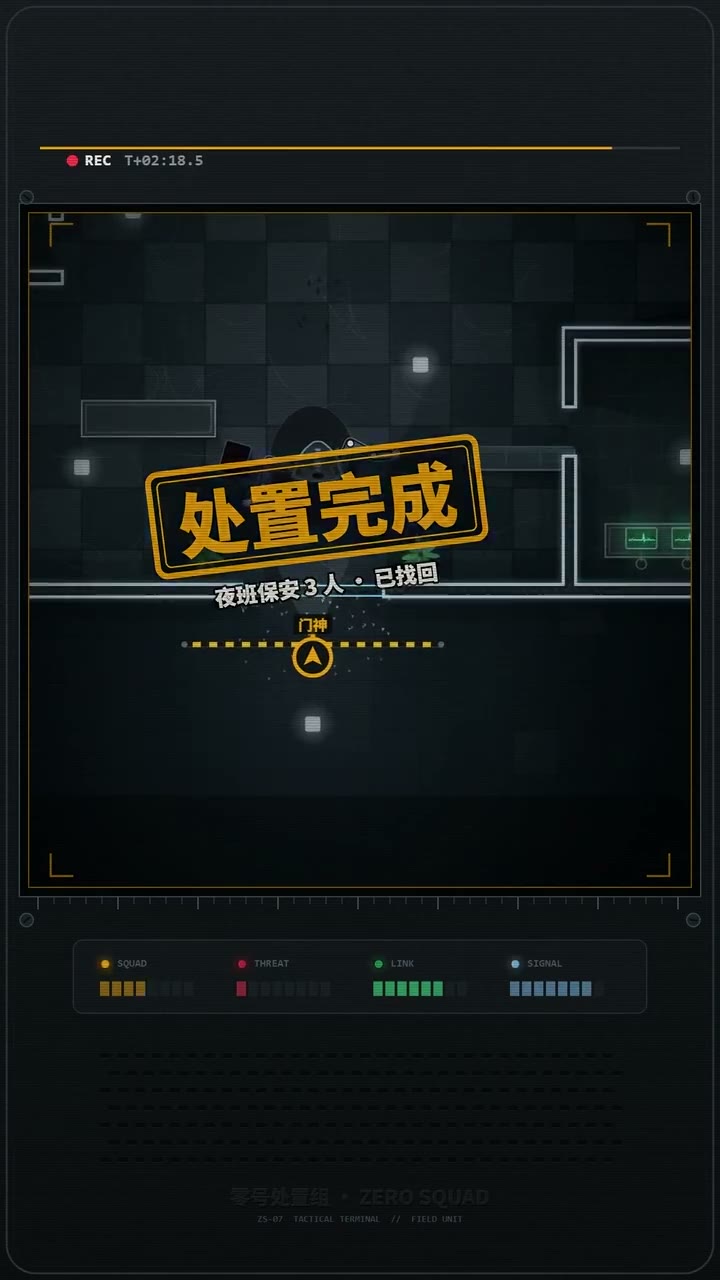 REC T+02:18.5
处置完成
夜班保安3人·已找回
门神
SQUAD THREAT LINK SIGNAL
零号处置组·ZERO SQUAD
ZS-07 TACTICAL TERMINAL // FIELD UNIT